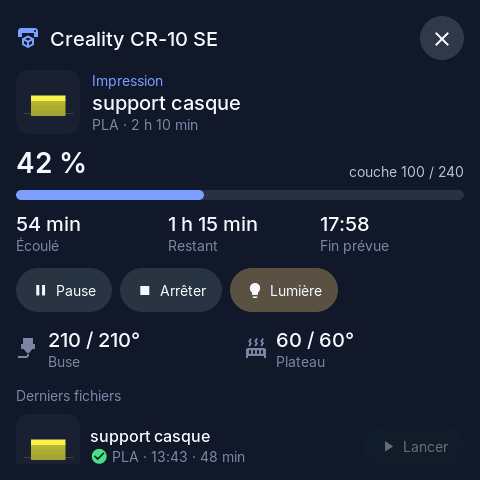 Creality CR-10 SE
Impression
support casque
PLA · 2 h 10 min
42 %
couche 100 / 240
54 min
1 h 15 min
17:58
Écoulé
Restant
Fin prévue
Pause
Arrêter
Lumière
210 / 210°
60 / 60°
Buse
Plateau
Derniers fichiers
support casque
PLA · 13:43 · 48 min
Lancer